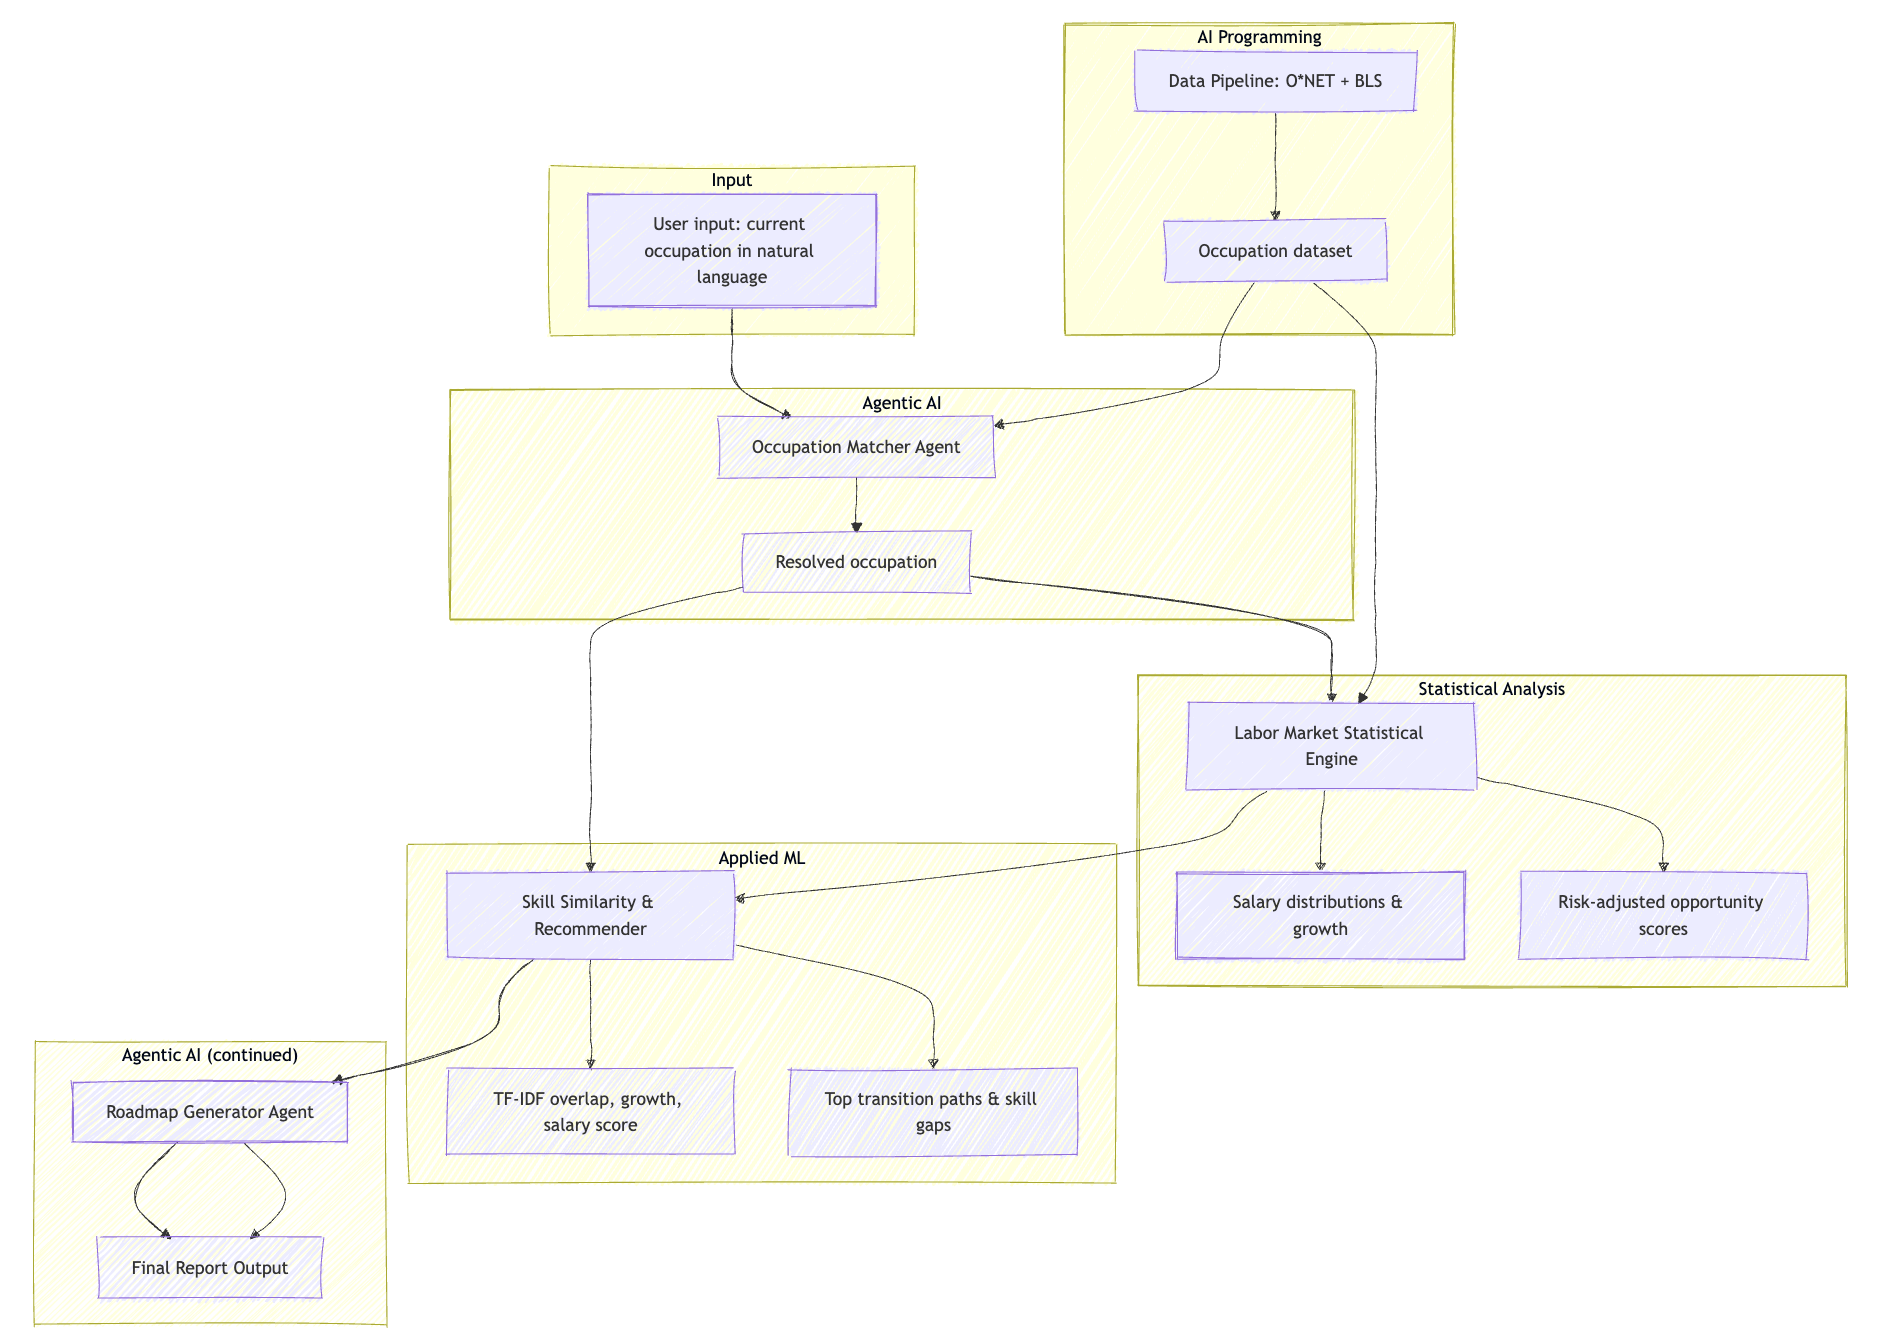 AI Programming
Data Pipeline: O*NET + BLS
Occupation dataset
Input
User input: current
occupation in natural
language
Agentic AI
Occupation Matcher Agent
Resolved occupation
Statistical Analysis
Labor Market Statistical
Engine
Salary distributions &
growth
Risk-adjusted opportunity
scores
Applied ML
Skill Similarity &
Recommender
TF-IDF overlap, growth,
salary score
Top transition paths & skill
gaps
Agentic AI (continued)
Roadmap Generator Agent
Final Report Output